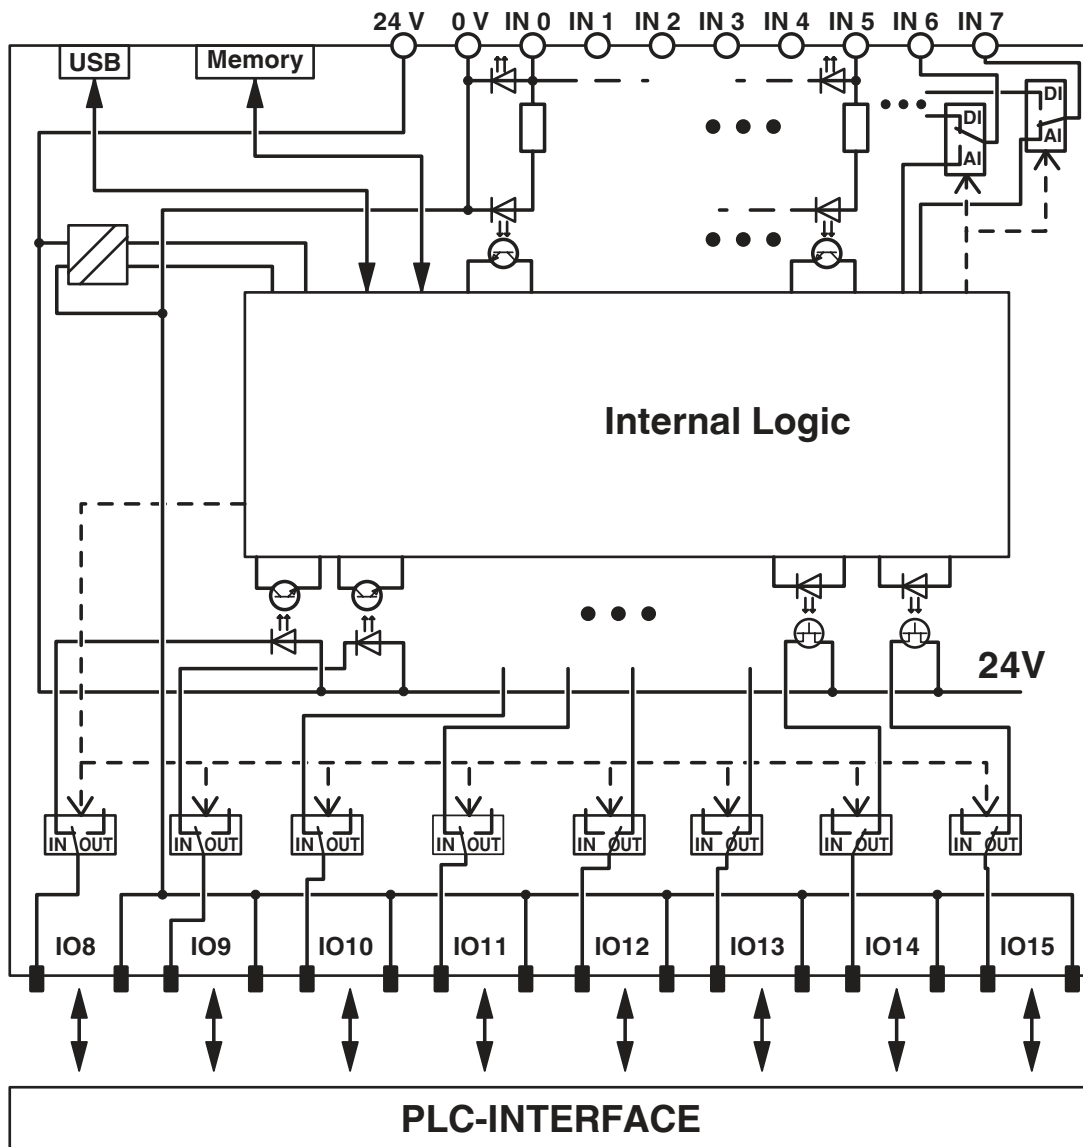 24 V 0 V IN 0 IN 1 IN 2 IN 3 IN 4 IN 5 IN 6 IN 7
USB Memory
DI
DI
AI
AI
Internal Logic
24V
IN OUT IN OUT IN OUT IN OUT IN OUT IN OUT IN OUT IN OUT
IO8 IO9 IO10 IO11 IO12 IO13 IO14 IO15
PLC-INTERFACE